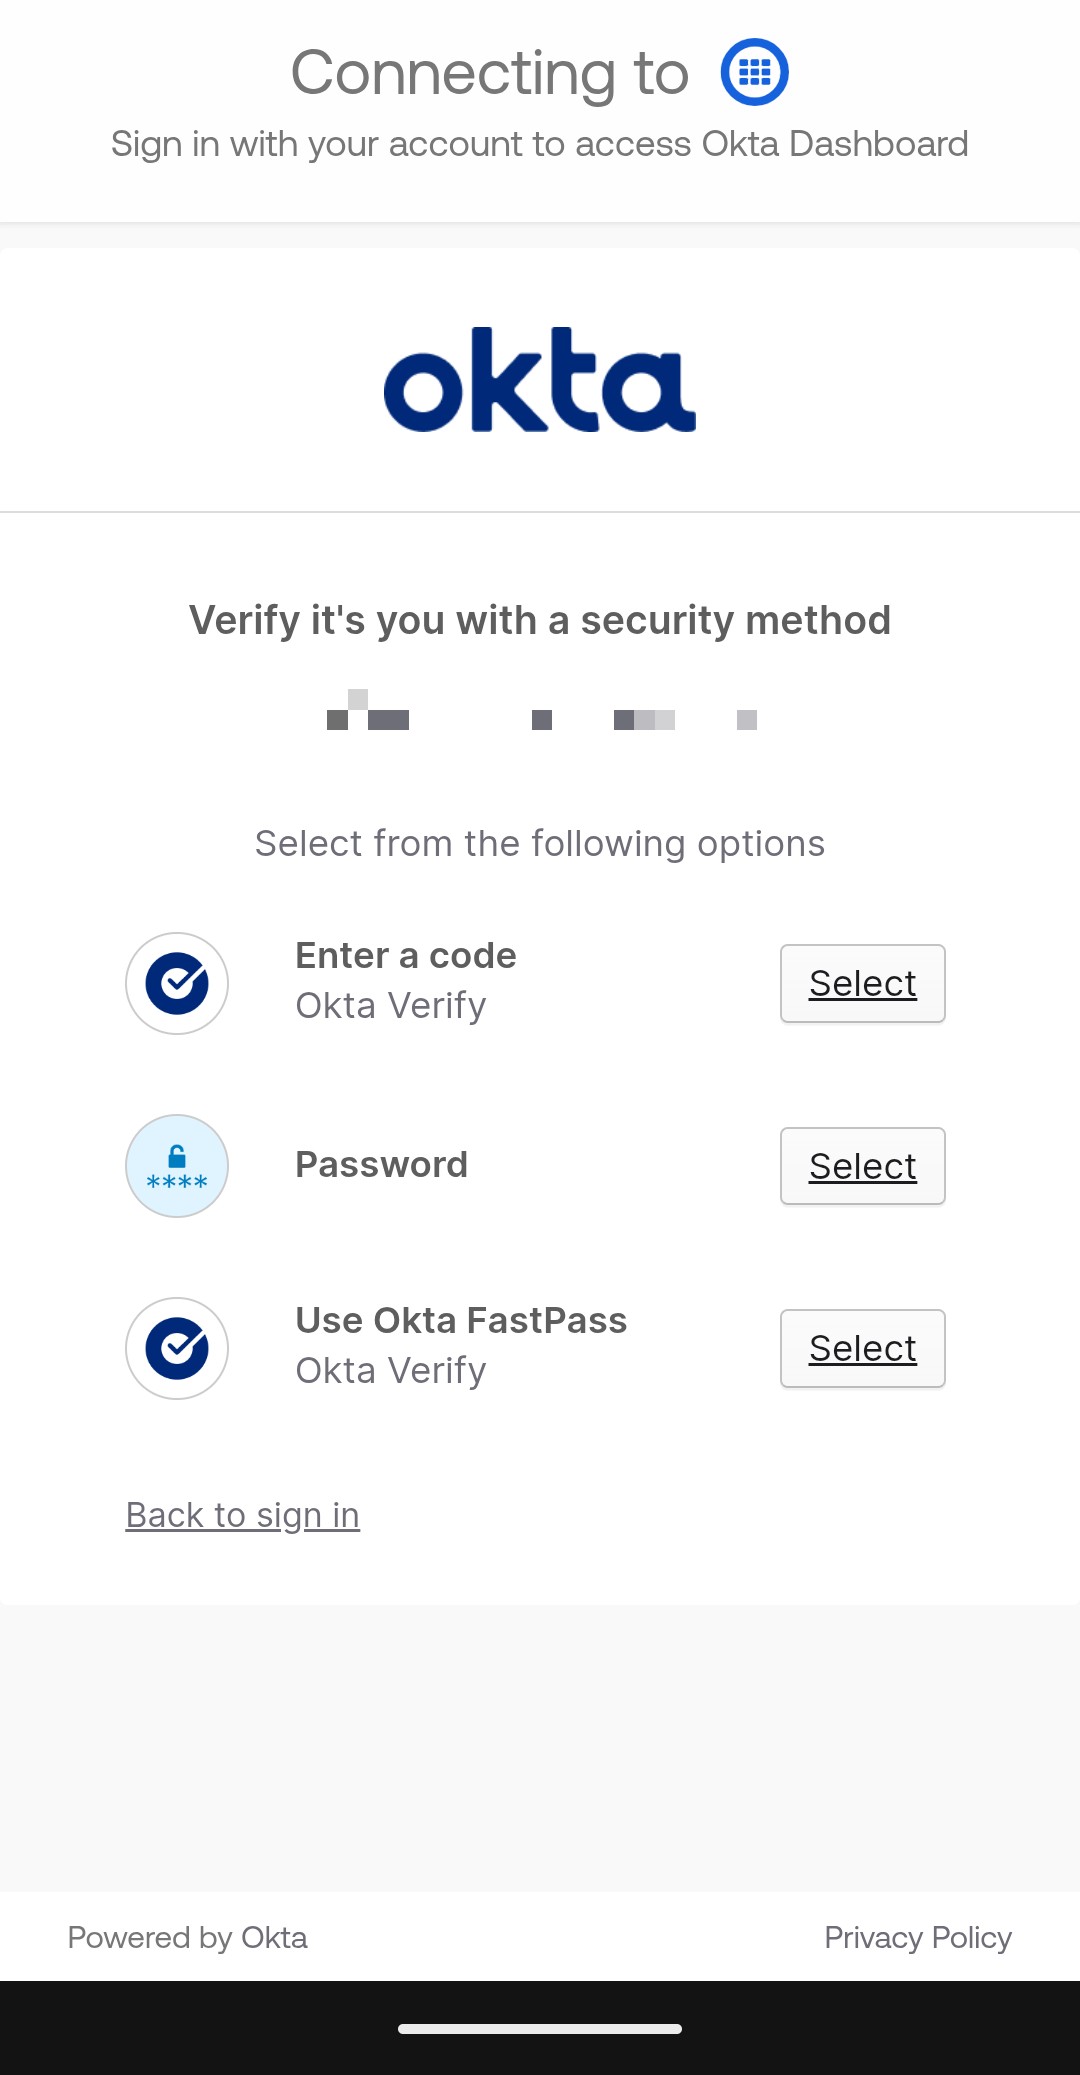 Connecting to
Sign in with your account to access Okta Dashboard
okta
Verify it's you with a security method
Select from the following options
Enter a code
Okta Verify
Select
****
Password
Select
Use Okta FastPass
Okta Verify
Select
Back to sign in
Powered by Okta
Privacy Policy